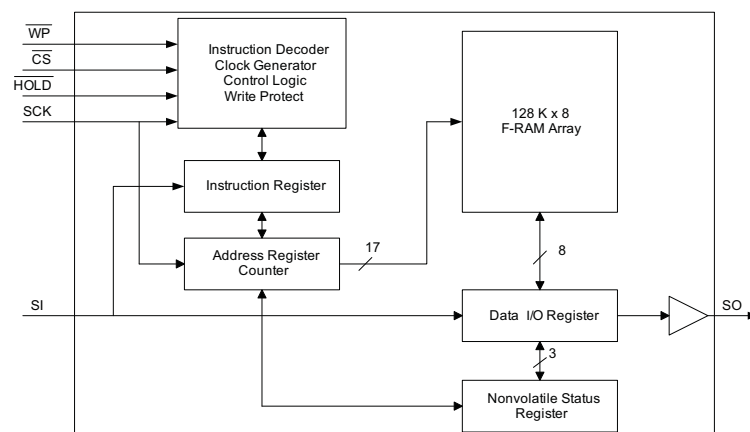 WP
CS
HOLD
SCK
Instruction Decoder
Clock Generator
Control Logic
Write Protect
128 K x 8
F-RAM Array
Instruction Register
Address Register
Counter
17
8
SI
Data I/O Register
SO
3
Nonvolatile Status
Register